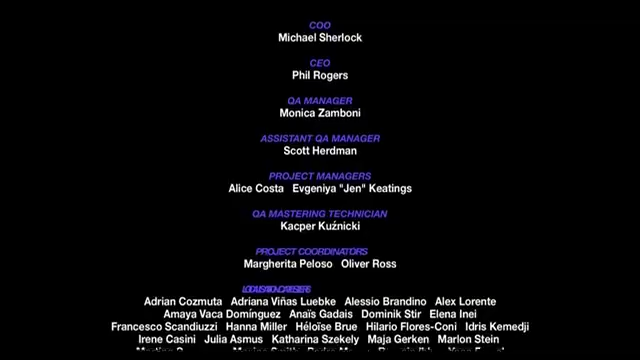 COO
Michael Sherlock
CEO
Phil Rogers
QA MANAGER
Monica Zamboni
ASSISTANT QA MANAGER
Scott Herdman
PROJECT MANAGERS
Alice Costa Evgeniya "Jen" Keatings
QA MASTERING TECHNICIAN
Kacper Kuźnicki
PROJECT COORDINATORS
Margherita Peloso Oliver Ross
Adrian Cozmuta Adriana Viñas Luebke Alessio Brandino Alex Lorente
Amaya Vaca Domínguez Anaïs Gadais Dominik Stir Elena Inei
Francesco Scandiuzzi Hanna Miller Héloïse Brue Hilario Flores-Coni Idris Kemedji
Irene Casini Julia Asmus Katharina Szekely Maja Gerken Marlon Stein